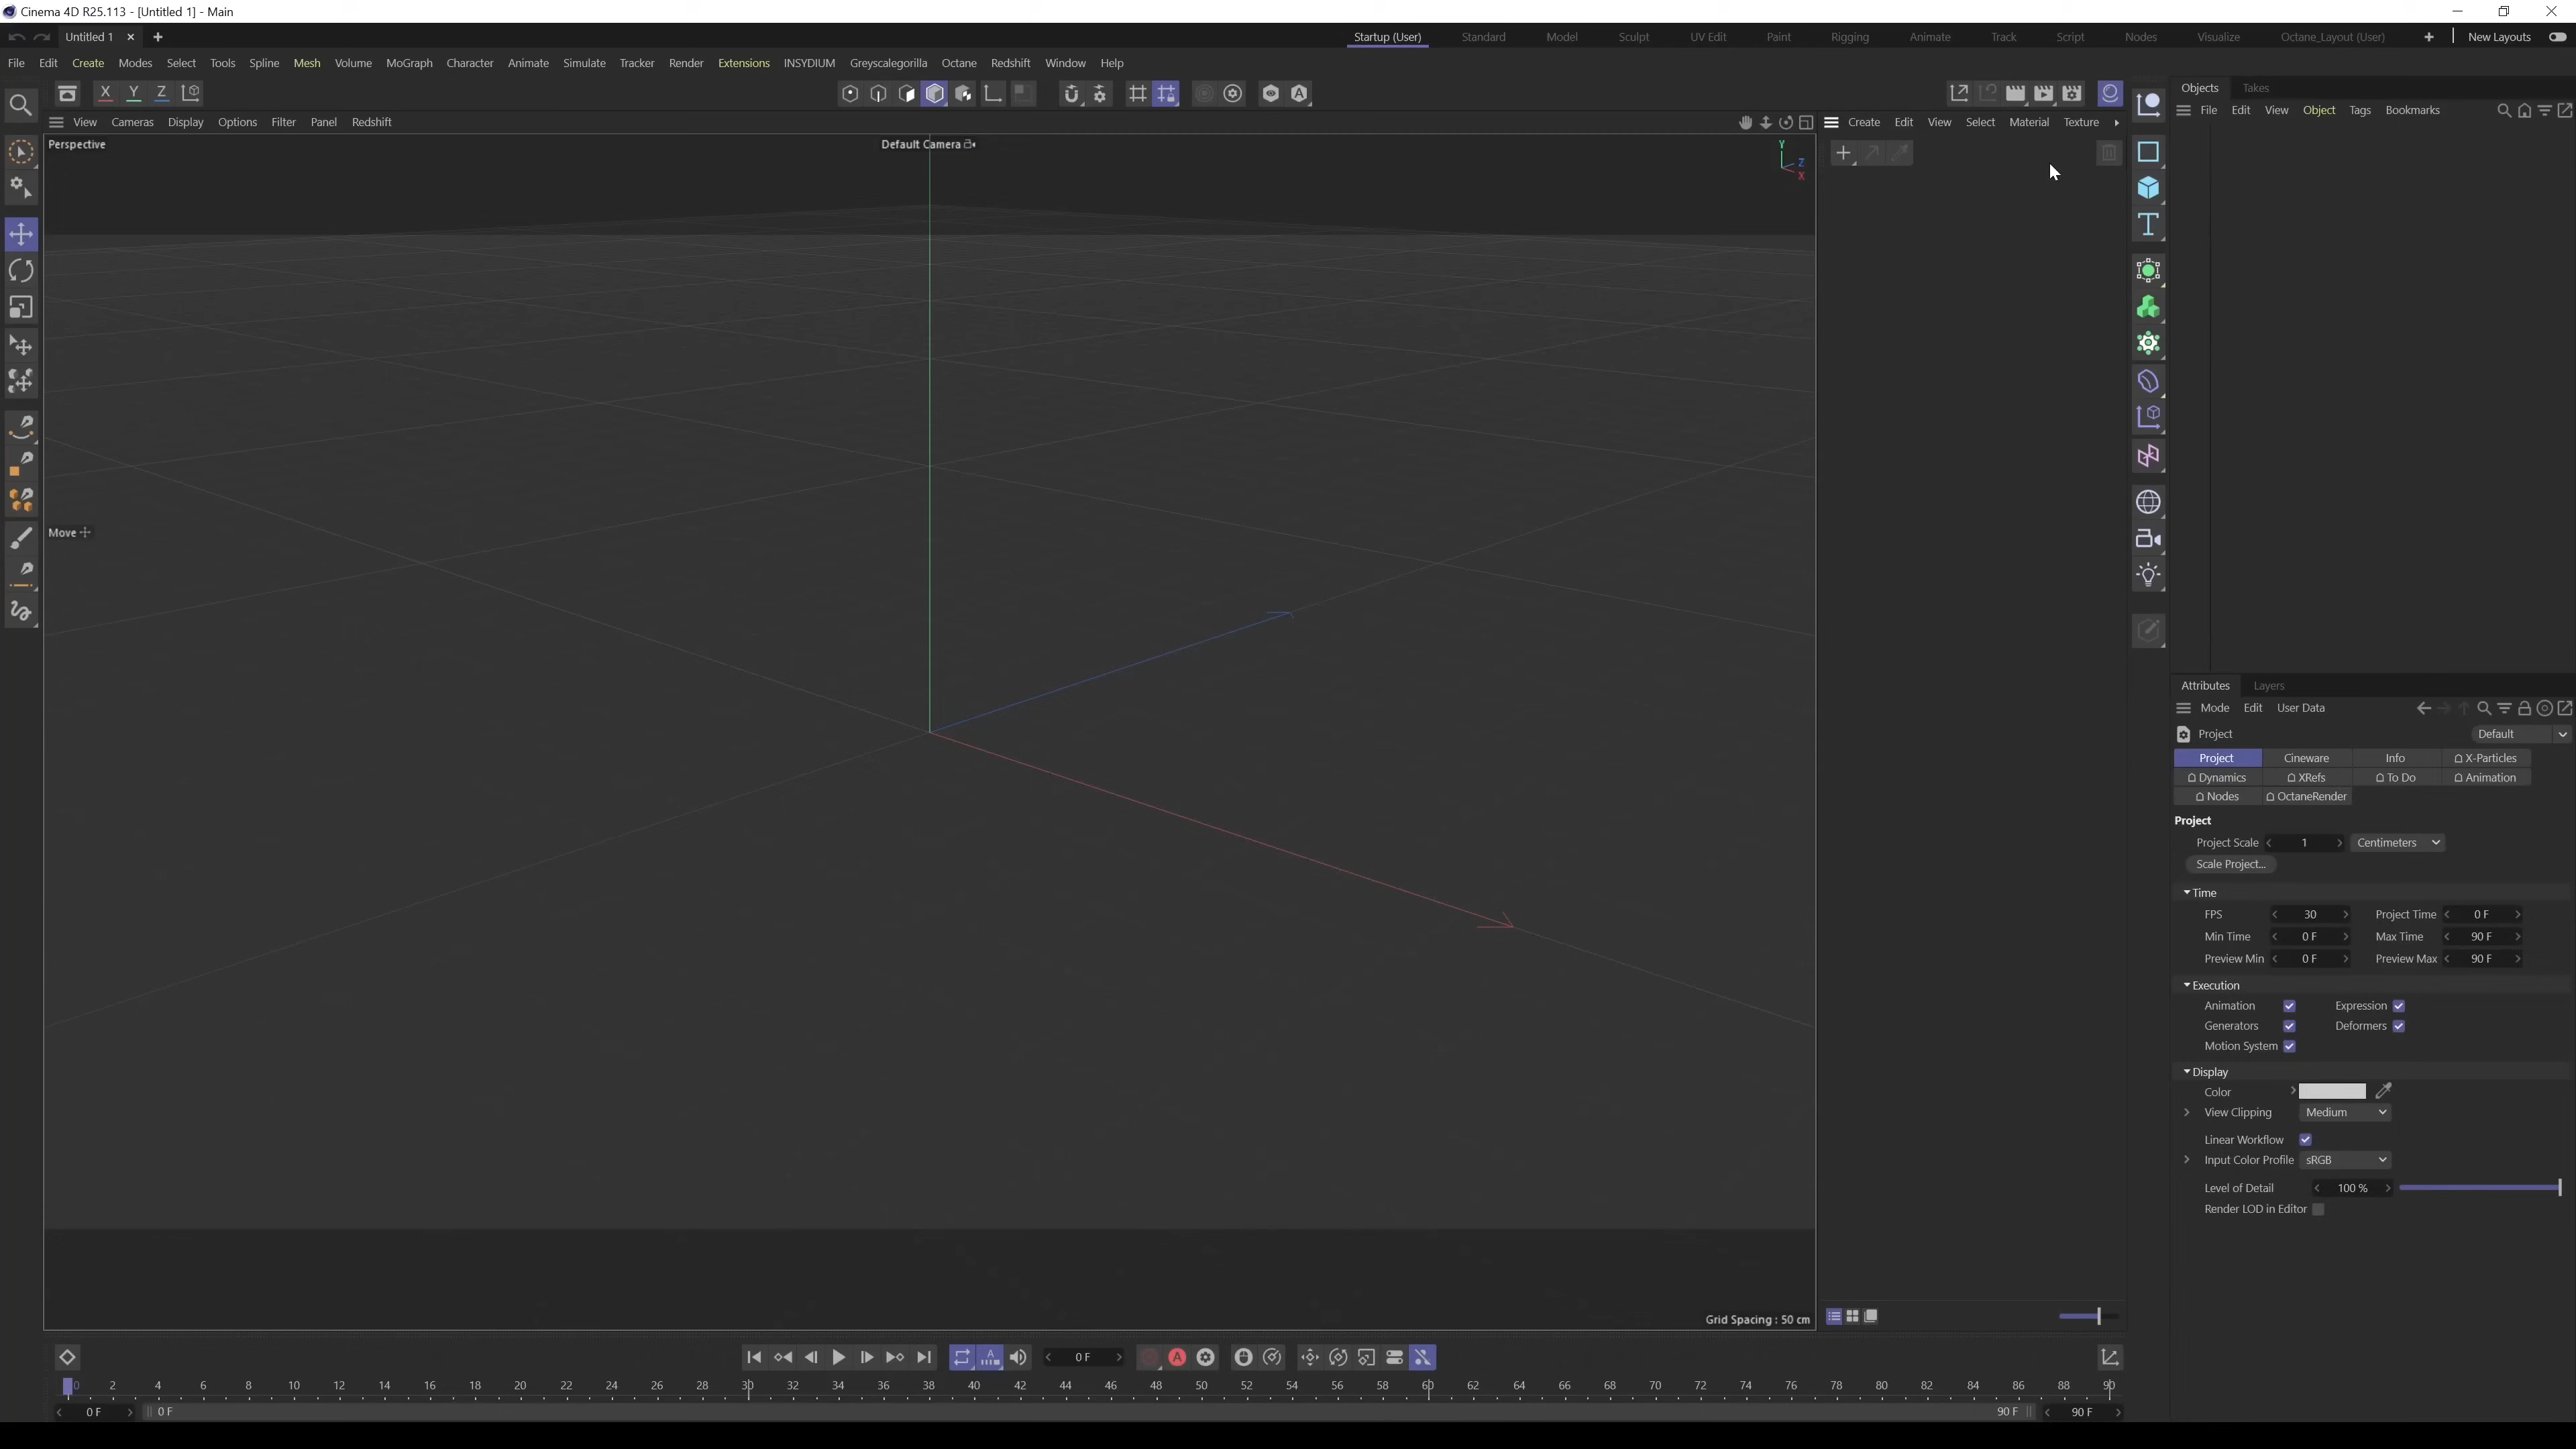 Cinema 4D R25.113 - [Untitled 1] - Main
Untitled 1
Startup (User) Standard Model Sculpt UV Edit Paint Rigging Animate Track Script Nodes Visualize Octane_Layout (User) New Layouts
File Edit Create Modes Select Tools Spline Mesh Volume MoGraph Character Animate Simulate Tracker Render Extensions INSYDIUM Greyscalegorilla Octane Redshift Window Help
X Y Z
Objects Takes
File Edit View Object Tags Bookmarks
View Cameras Display Options Filter Panel Redshift
Create Edit View Select Material Texture
Perspective
Default Camera
Y
Z
X
Move
Grid Spacing : 50 cm
Attributes Layers
Mode Edit User Data
Project Default
Project Cineware Info X-Particles
Dynamics XRefs To Do Animation
Nodes OctaneRender
Project
Project Scale 1 Centimeters
Scale Project...
Time
FPS 30 Project Time 0 F
Min Time 0 F Max Time 90 F
Preview Min 0 F Preview Max 90 F
Execution
Animation Expression
Generators Deformers
Motion System
Display
Color
View Clipping Medium
Linear Workflow
Input Color Profile sRGB
Level of Detail 100 %
Render LOD in Editor
0 F
0 2 4 6 8 10 12 14 16 18 20 22 24 26 28 30 32 34 36 38 40 42 44 46 48 50 52 54 56 58 60 62 64 66 68 70 72 74 76 78 80 82 84 86 88 90
0 F 0 F 90 F 90 F